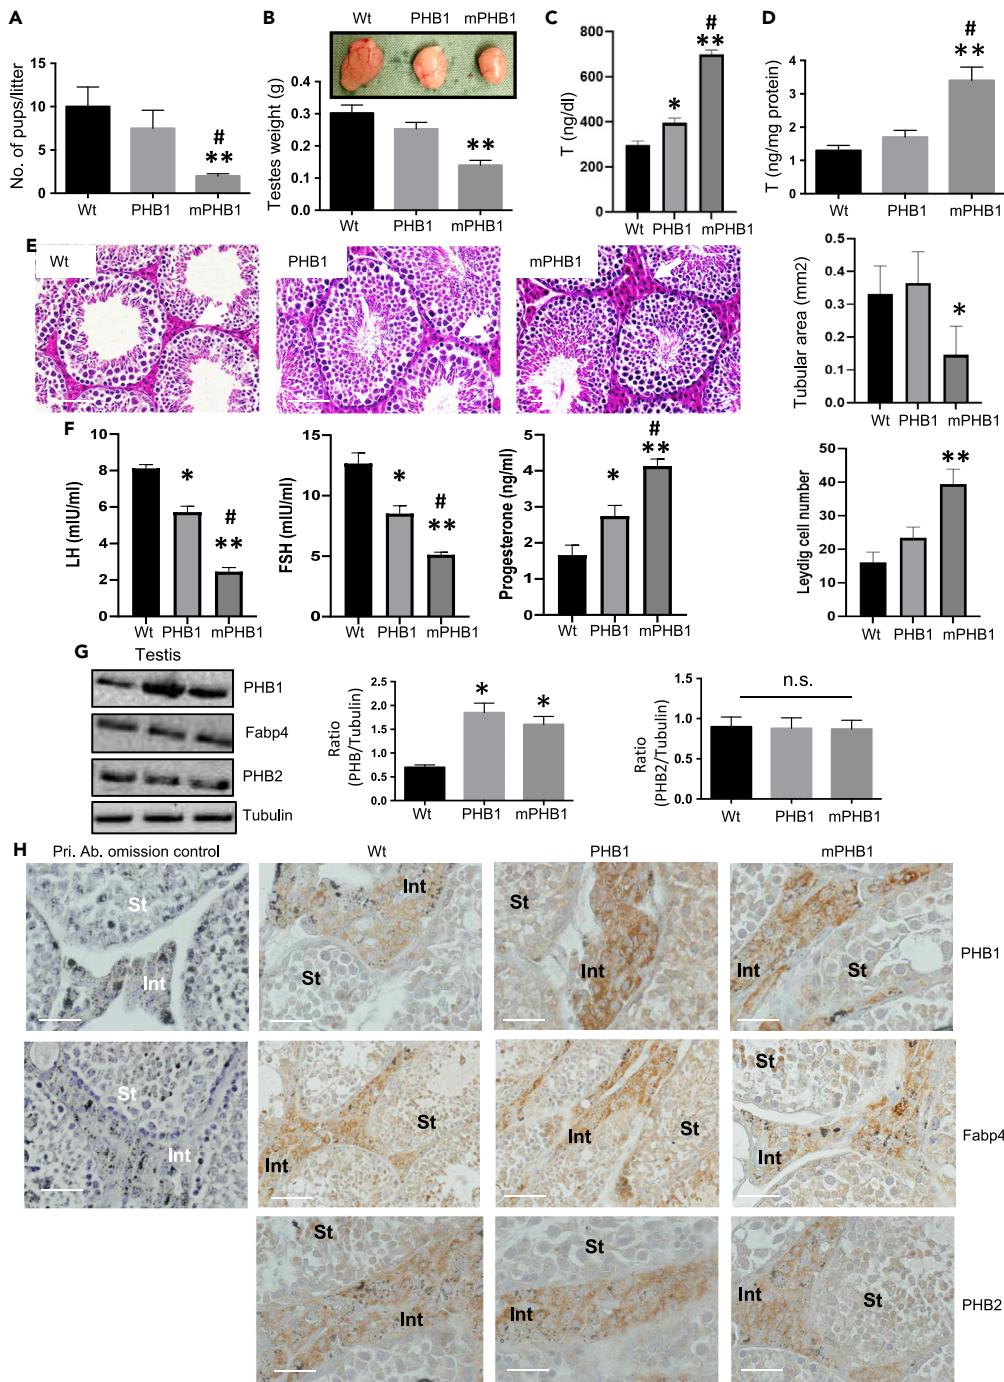 A
No. of pups/litter
15
10
5
0
Wt
PHB1
mPHB1
#
**
B
Wt
PHB1
mPHB1
Testes weight (g)
0.3
0.2
0.1
0.0
**
Wt
PHB1
mPHB1
C
T (ng/dl)
800
600
400
200
0
*
#
**
Wt
PHB1
mPHB1
D
T (ng/mg protein)
4
3
2
1
0
#
**
Wt
PHB1
mPHB1
E
Wt
PHB1
mPHB1
Tubular area (mm2)
0.6
0.4
0.2
0.0
*
Wt
PHB1
mPHB1
F
LH (mIU/ml)
10
8
6
4
2
0
*
#
**
Wt
PHB1
mPHB1
FSH (mIU/ml)
15
10
5
0
*
#
**
Wt
PHB1
mPHB1
Progesterone (ng/ml)
5
4
3
2
1
0
*
#
**
Wt
PHB1
mPHB1
Leydig cell number
50
40
30
20
10
0
**
Wt
PHB1
mPHB1
G
Testis
PHB1
Fabp4
PHB2
Tubulin
Ratio
(PHB/Tubulin)
2.5
2.0
1.5
1.0
0.5
0.0
*
*
Wt
PHB1
mPHB1
Ratio
(PHB2/Tubulin)
1.5
1.0
0.5
0.0
n.s.
Wt
PHB1
mPHB1
H
Pri. Ab. omission control
Wt
PHB1
mPHB1
St
Int
Int
St
St
Int
Int
St
PHB1
St
Int
St
Int
Int
St
St
Int
Fabp4
St
Int
St
Int
Int
St
PHB2